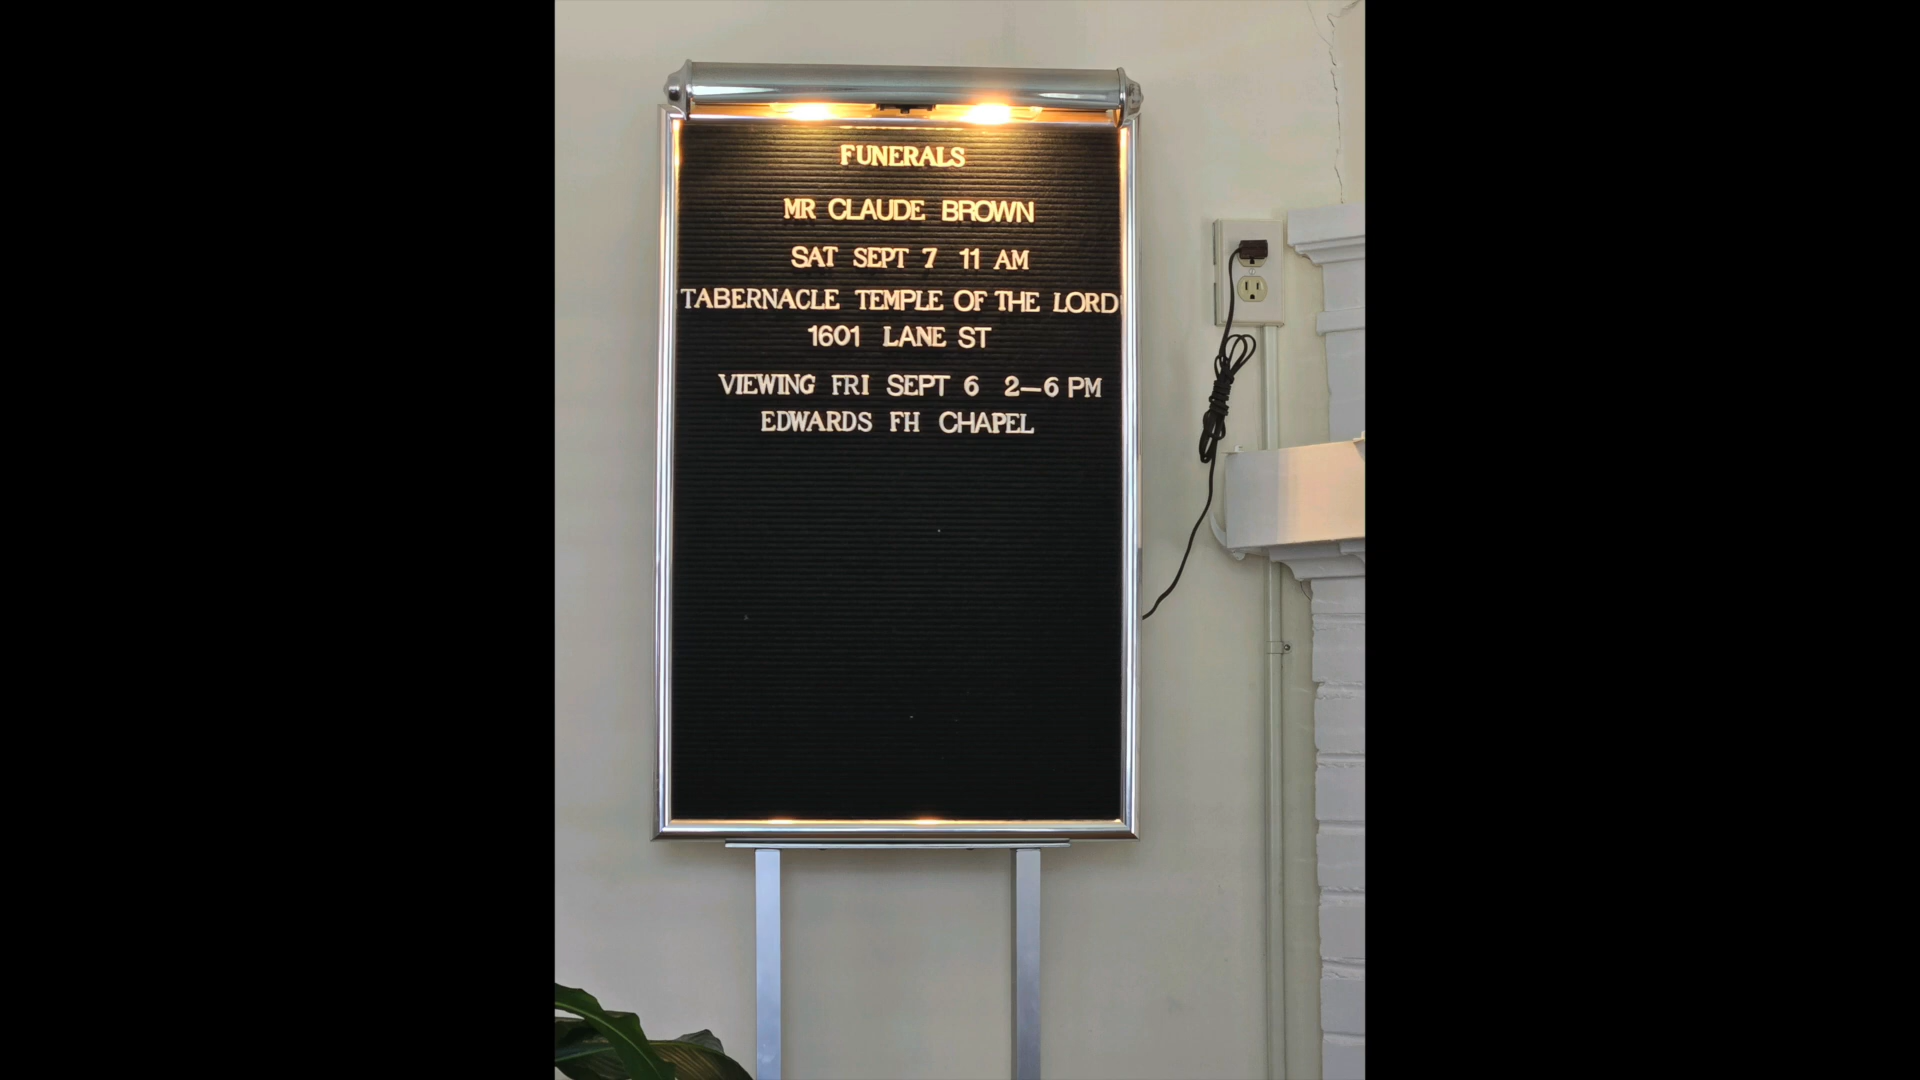 FUNERALS
MR CLAUDE BROWN
SAT SEPT 7 11 AM
TABERNACLE TEMPLE OF THE LORD
1601 LANE ST
VIEWING FRI SEPT 6 2-6 PM
EDWARDS FH CHAPEL